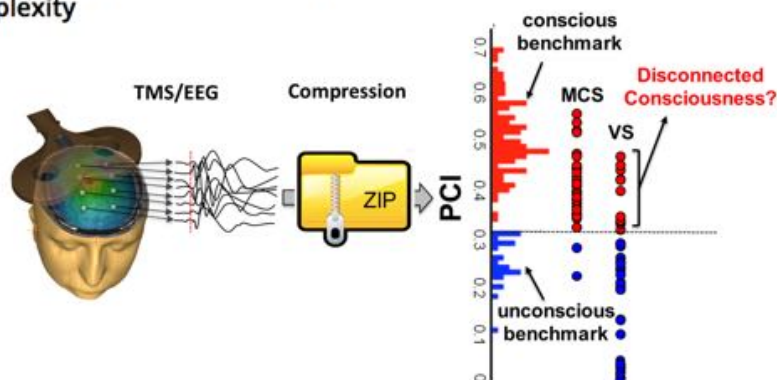 plexity
TMS/EEG
Compression
ZIP
PCI
0.7
0.6
0.5
0.4
0.3
0.2
0.1
0
conscious
benchmark
MCS
VS
Disconnected
Consciousness?
unconscious
benchmark